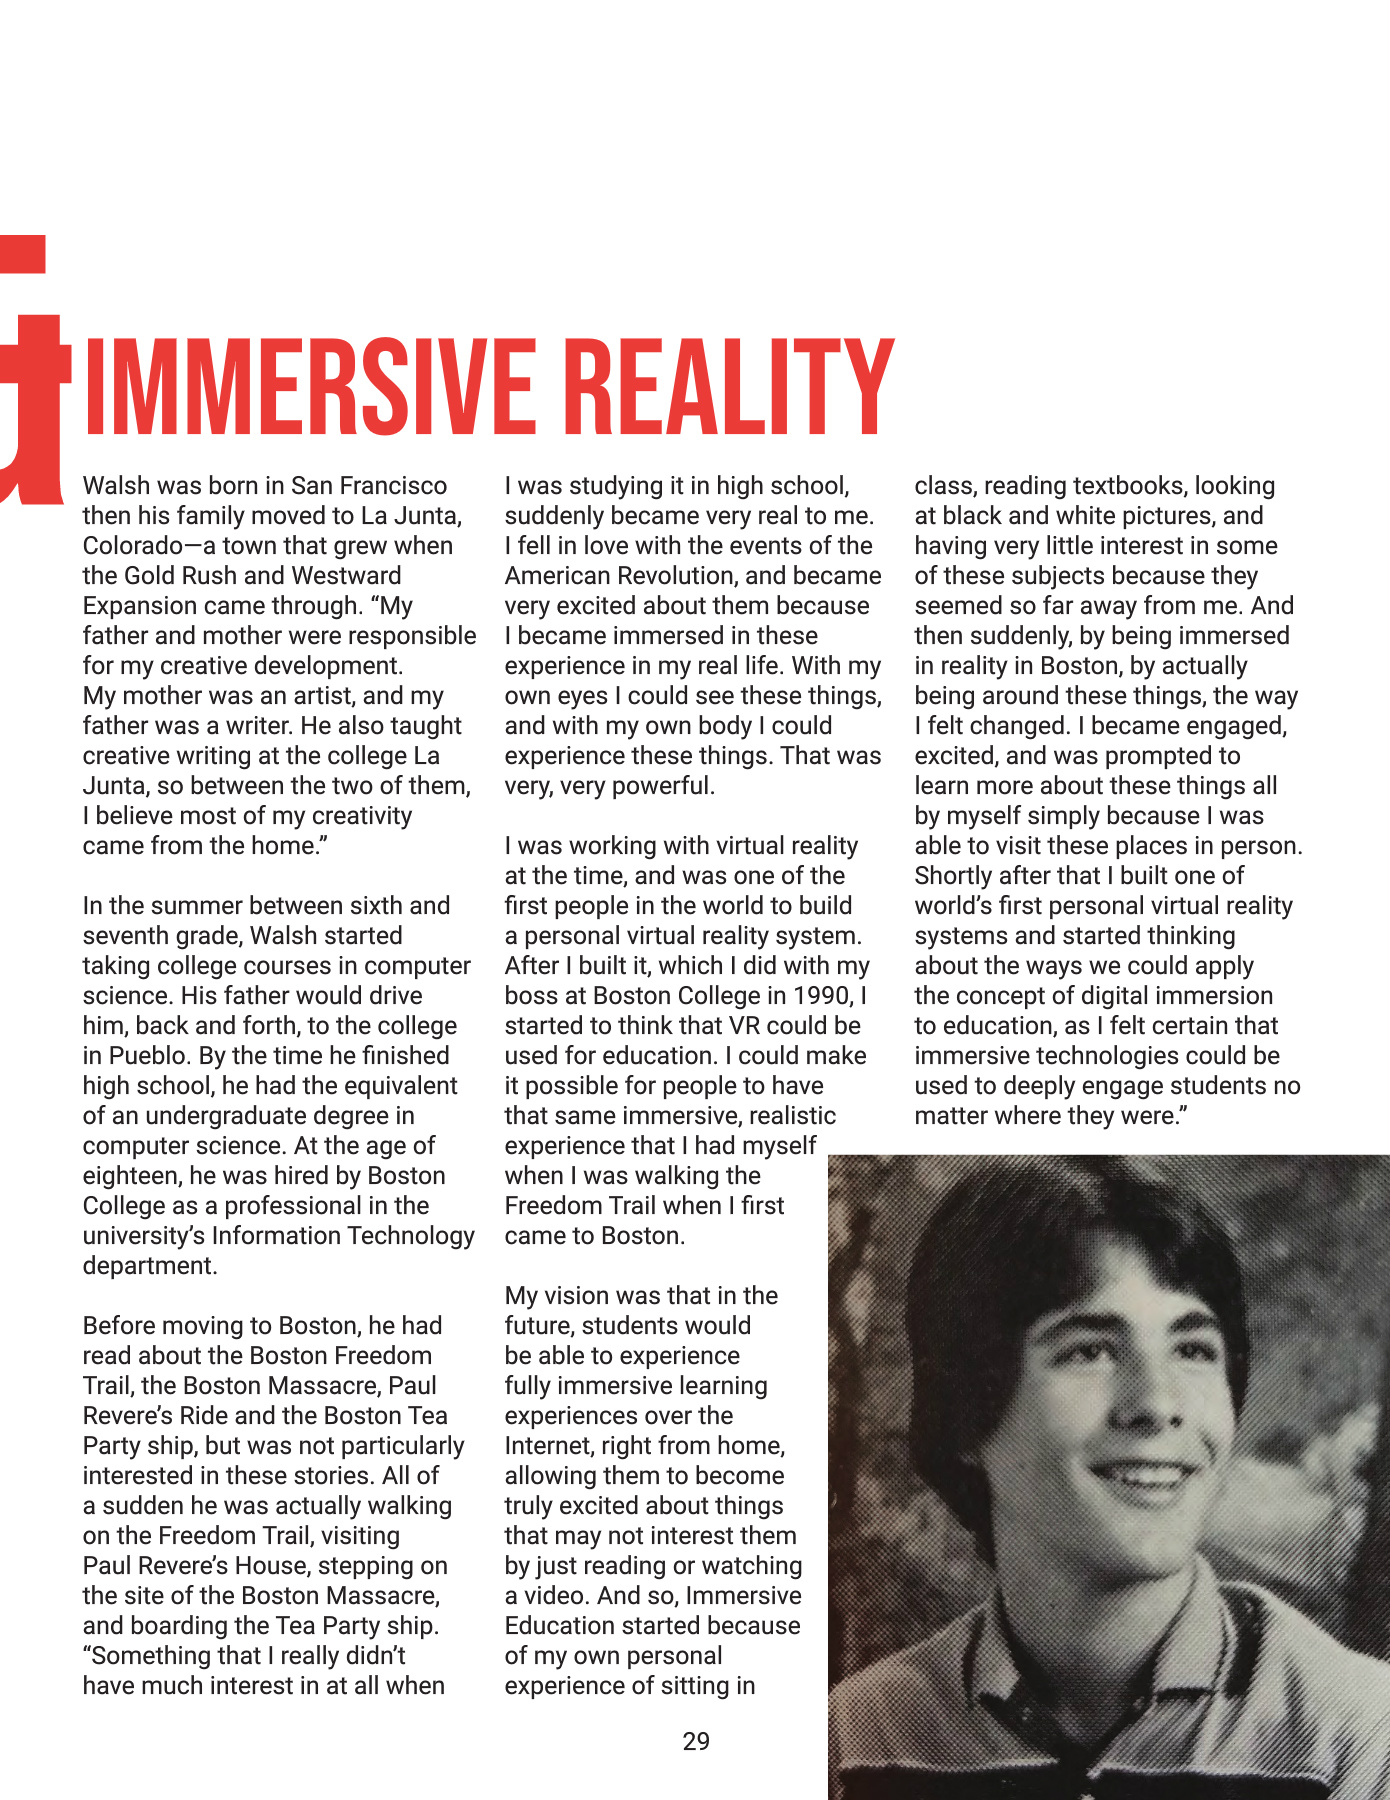 IMMERSIVE REALITY
Walsh was born in San Francisco
then his family moved to La Junta,
Colorado—a town that grew when
the Gold Rush and Westward
Expansion came through. “My
father and mother were responsible
for my creative development.
My mother was an artist, and my
father was a writer. He also taught
creative writing at the college La
Junta, so between the two of them,
I believe most of my creativity
came from the home.”
In the summer between sixth and
seventh grade, Walsh started
taking college courses in computer
science. His father would drive
him, back and forth, to the college
in Pueblo. By the time he finished
high school, he had the equivalent
of an undergraduate degree in
computer science. At the age of
eighteen, he was hired by Boston
College as a professional in the
university’s Information Technology
department.
Before moving to Boston, he had
read about the Boston Freedom
Trail, the Boston Massacre, Paul
Revere’s Ride and the Boston Tea
Party ship, but was not particularly
interested in these stories. All of
a sudden he was actually walking
on the Freedom Trail, visiting
Paul Revere’s House, stepping on
the site of the Boston Massacre,
and boarding the Tea Party ship.
“Something that I really didn’t
have much interest in at all when
I was studying it in high school,
suddenly became very real to me.
I fell in love with the events of the
American Revolution, and became
very excited about them because
I became immersed in these
experience in my real life. With my
own eyes I could see these things,
and with my own body I could
experience these things. That was
very, very powerful.
I was working with virtual reality
at the time, and was one of the
first people in the world to build
a personal virtual reality system.
After I built it, which I did with my
boss at Boston College in 1990, I
started to think that VR could be
used for education. I could make
it possible for people to have
that same immersive, realistic
experience that I had myself
when I was walking the
Freedom Trail when I first
came to Boston.
My vision was that in the
future, students would
be able to experience
fully immersive learning
experiences over the
Internet, right from home,
allowing them to become
truly excited about things
that may not interest them
by just reading or watching
a video. And so, Immersive
Education started because
of my own personal
experience of sitting in
class, reading textbooks, looking
at black and white pictures, and
having very little interest in some
of these subjects because they
seemed so far away from me. And
then suddenly, by being immersed
in reality in Boston, by actually
being around these things, the way
I felt changed. I became engaged,
excited, and was prompted to
learn more about these things all
by myself simply because I was
able to visit these places in person.
Shortly after that I built one of
world’s first personal virtual reality
systems and started thinking
about the ways we could apply
the concept of digital immersion
to education, as I felt certain that
immersive technologies could be
used to deeply engage students no
matter where they were.”
29